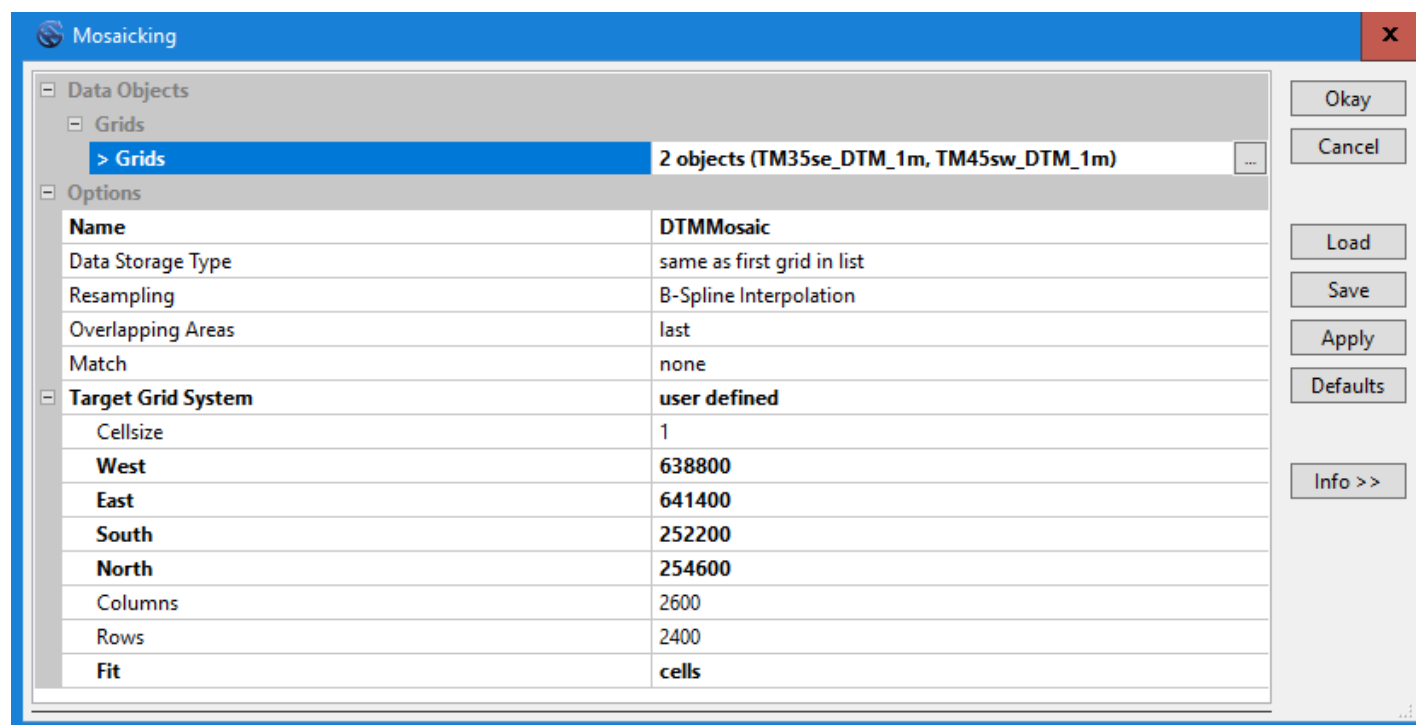 Mosaicking
x
Data Objects
Okay
Grids
> Grids 2 objects (TM35se_DTM_1m, TM45sw_DTM_1m) ...
Cancel
Options
Name DTMMosaic
Data Storage Type same as first grid in list
Load
Resampling B-Spline Interpolation
Save
Overlapping Areas last
Apply
Match none
Defaults
Target Grid System user defined
Cellsize 1
West 638800
Info >>
East 641400
South 252200
North 254600
Columns 2600
Rows 2400
Fit cells